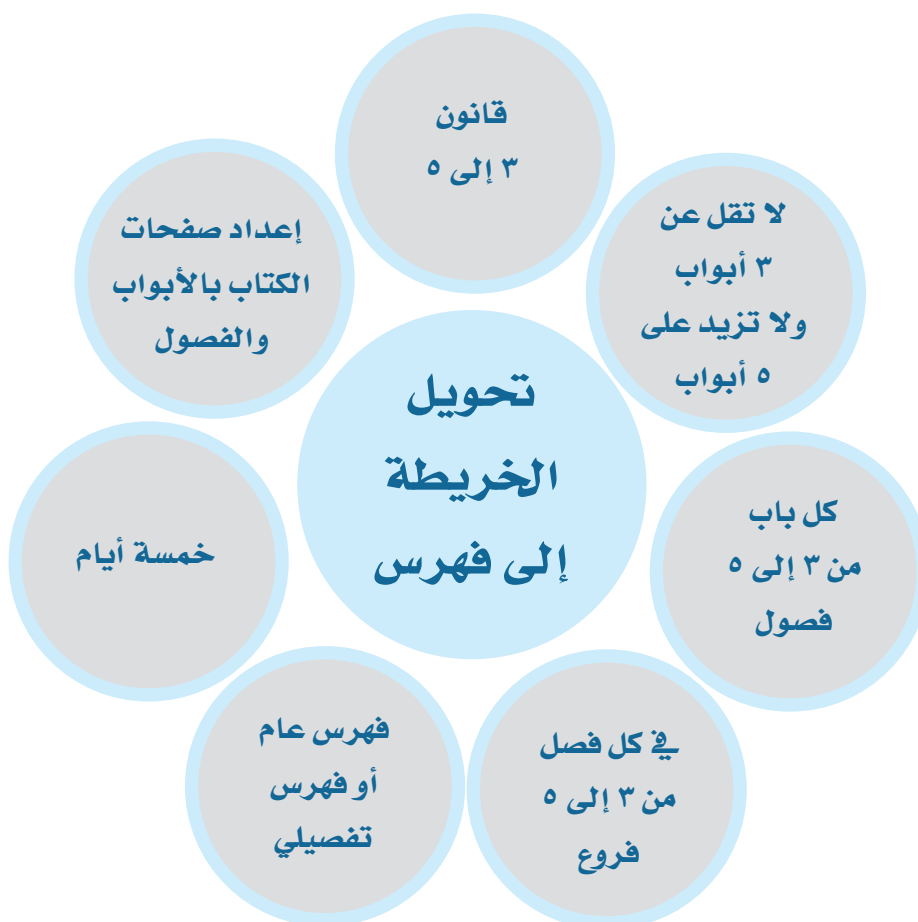 قانون
٣ إلى ٥
لا تقل عن
٣ أبواب
ولا تزيد على
٥ أبواب
كل باب
من ٣ إلى ٥
فصول
في كل فصل
من ٣ إلى ٥
فروع
فهرس عام
أو فهرس
تفصيلي
خمسة أيام
إعداد صفحات
الكتاب بالأبواب
والفصول
تحويل
الخريطة
إلى فهرس